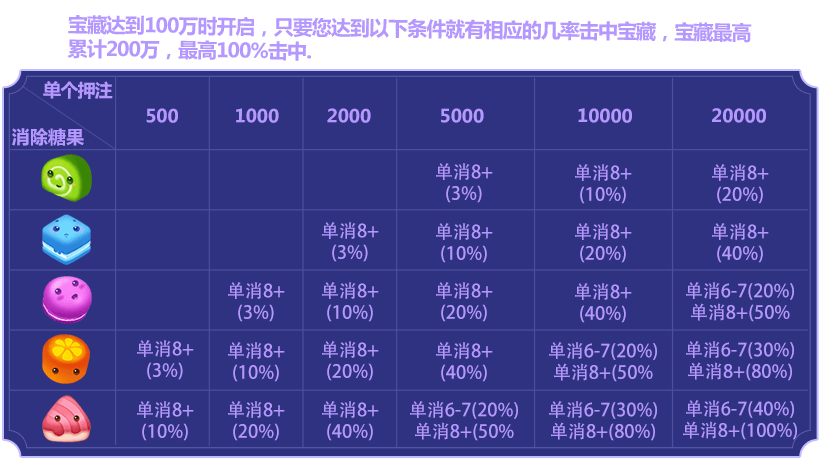 宝藏达到100万时开启，只要您达到以下条件就有相应的几率击中宝藏，宝藏最高
累计200万，最高100%击中.
单个押注
消除糖果
500 1000 2000 5000 10000 20000
单消8+ 单消8+ 单消8+
(3%) (10%) (20%)
单消8+ 单消8+ 单消8+ 单消8+
(3%) (10%) (20%) (40%)
单消8+ 单消8+ 单消8+ 单消8+ 单消6-7(20%)
(3%) (10%) (20%) (40%) 单消8+(50%
单消8+ 单消8+ 单消8+ 单消8+ 单消6-7(20%) 单消6-7(30%)
(3%) (10%) (20%) (40%) 单消8+(50% 单消8+(80%)
单消8+ 单消8+ 单消8+ 单消6-7(20%) 单消6-7(30%) 单消6-7(40%)
(10%) (20%) (40%) 单消8+(50% 单消8+(80%) 单消8+(100%)